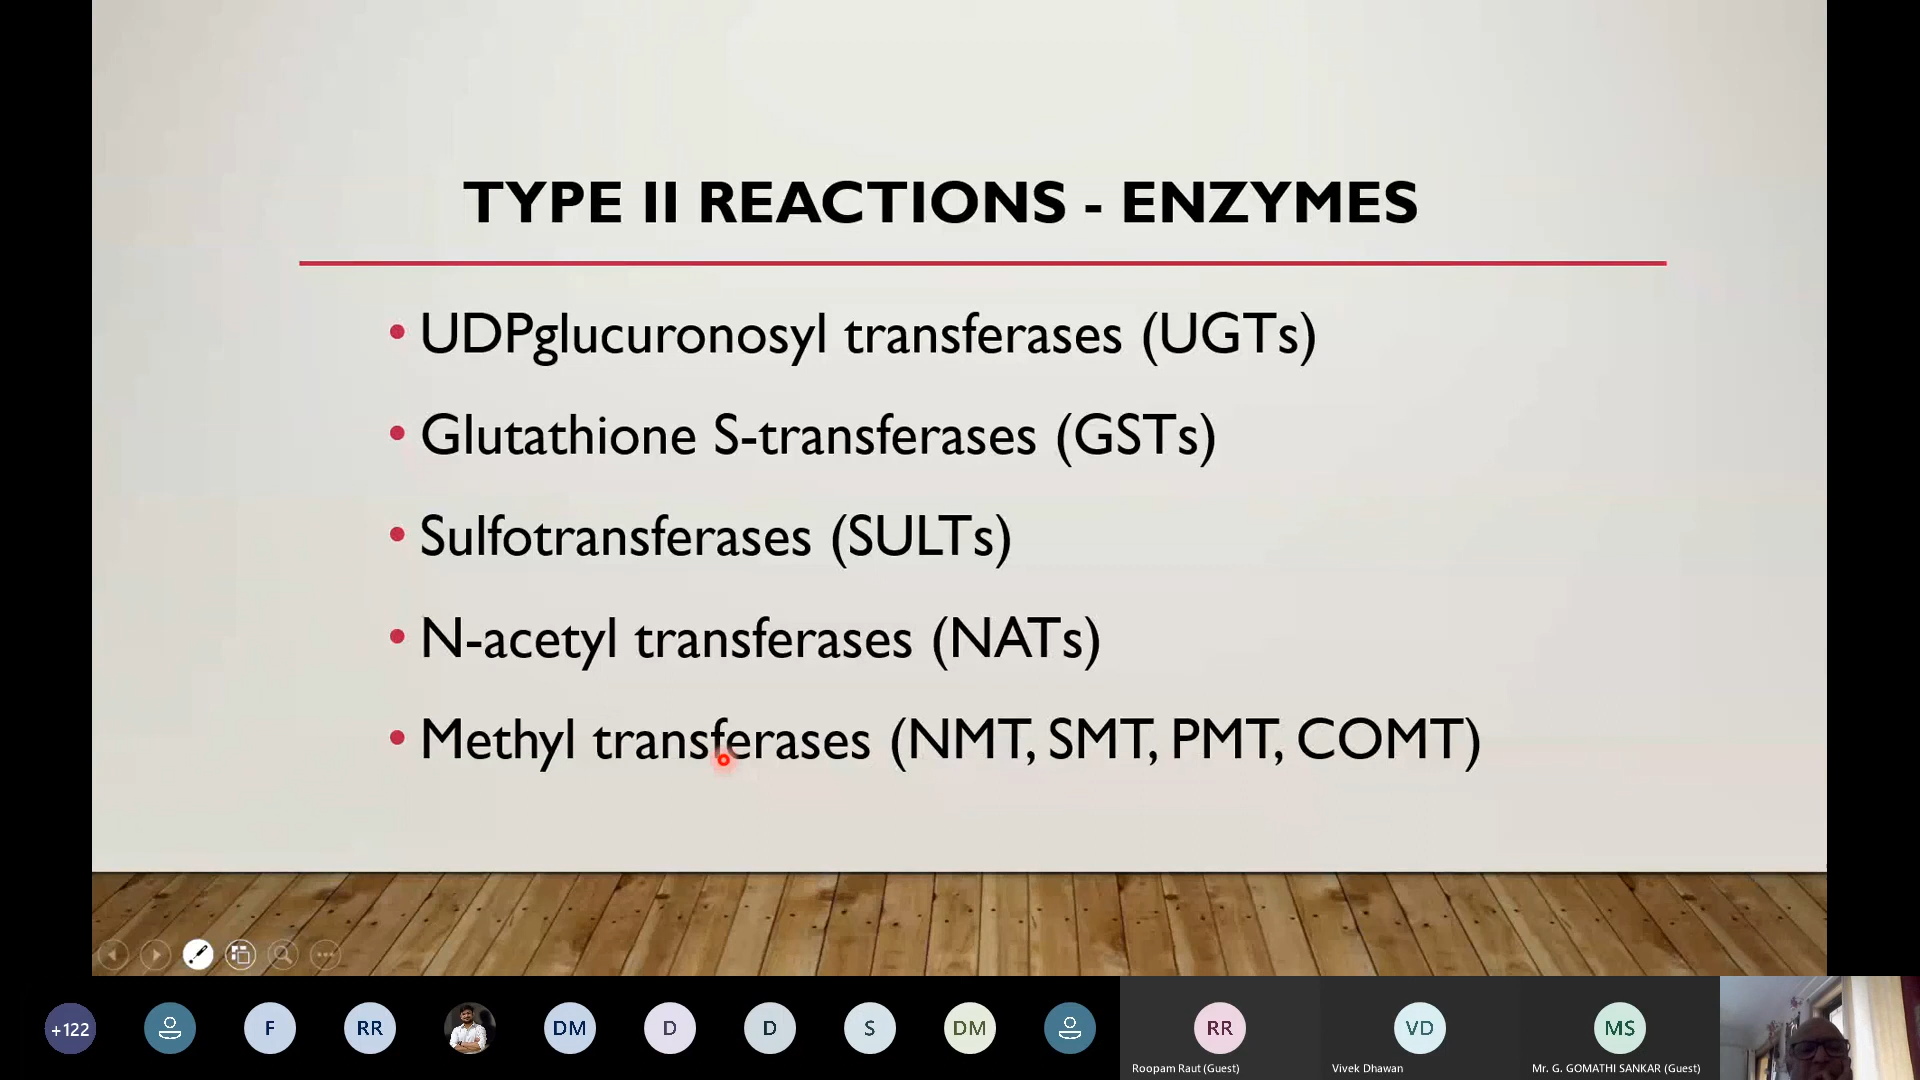 TYPE II REACTIONS - ENZYMES
• UDPglucuronosyl transferases (UGTs)
• Glutathione S-transferases (GSTs)
• Sulfotransferases (SULTs)
• N-acetyl transferases (NATs)
• Methyl transferases (NMT, SMT, PMT, COMT)
+122
F
RR
DM
D
D
S
DM
RR
VD
MS
Roopam Raut (Guest)
Vivek Dhawan
Mr. G. GOMATHI SANKAR (Guest)